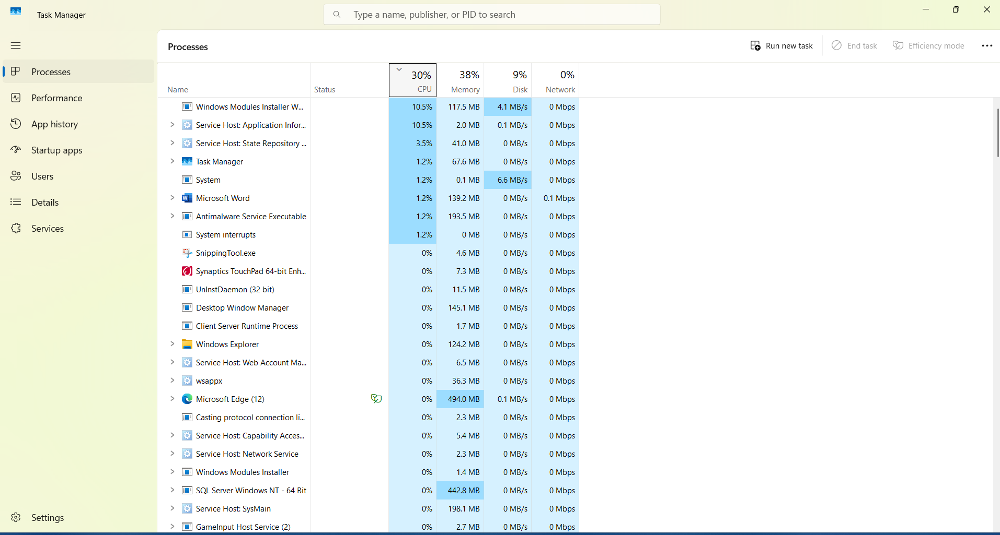 Task Manager
Type a name, publisher, or PID to search
Processes
Performance
App history
Startup apps
Users
Details
Services
Settings
Processes
Run new task End task Efficiency mode
30% 38% 9% 0%
Name Status CPU Memory Disk Network
Windows Modules Installer W... 10.5% 117.5 MB 4.1 MB/s 0 Mbps
Service Host: Application Infor... 10.5% 2.0 MB 0.1 MB/s 0 Mbps
Service Host: State Repository ... 3.5% 41.0 MB 0 MB/s 0 Mbps
Task Manager 1.2% 67.6 MB 0 MB/s 0 Mbps
System 1.2% 0.1 MB 6.6 MB/s 0 Mbps
Microsoft Word 1.2% 139.2 MB 0 MB/s 0.1 Mbps
Antimalware Service Executable 1.2% 193.5 MB 0 MB/s 0 Mbps
System interrupts 1.2% 0 MB 0 MB/s 0 Mbps
SnippingTool.exe 0% 4.6 MB 0 MB/s 0 Mbps
Synaptics TouchPad 64-bit Enh... 0% 7.3 MB 0 MB/s 0 Mbps
UnInstDaemon (32 bit) 0% 11.5 MB 0 MB/s 0 Mbps
Desktop Window Manager 0% 145.1 MB 0 MB/s 0 Mbps
Client Server Runtime Process 0% 1.7 MB 0 MB/s 0 Mbps
Windows Explorer 0% 124.2 MB 0 MB/s 0 Mbps
Service Host: Web Account Ma... 0% 6.5 MB 0 MB/s 0 Mbps
wsappx 0% 36.3 MB 0 MB/s 0 Mbps
Microsoft Edge (12) 0% 494.0 MB 0.1 MB/s 0 Mbps
Casting protocol connection li... 0% 2.3 MB 0 MB/s 0 Mbps
Service Host: Capability Acces... 0% 5.4 MB 0 MB/s 0 Mbps
Service Host: Network Service 0% 2.3 MB 0 MB/s 0 Mbps
Windows Modules Installer 0% 1.4 MB 0 MB/s 0 Mbps
SQL Server Windows NT - 64 Bit 0% 442.8 MB 0 MB/s 0 Mbps
Service Host: SysMain 0% 198.1 MB 0 MB/s 0 Mbps
GameInput Host Service (2) 0% 2.7 MB 0 MB/s 0 Mbps